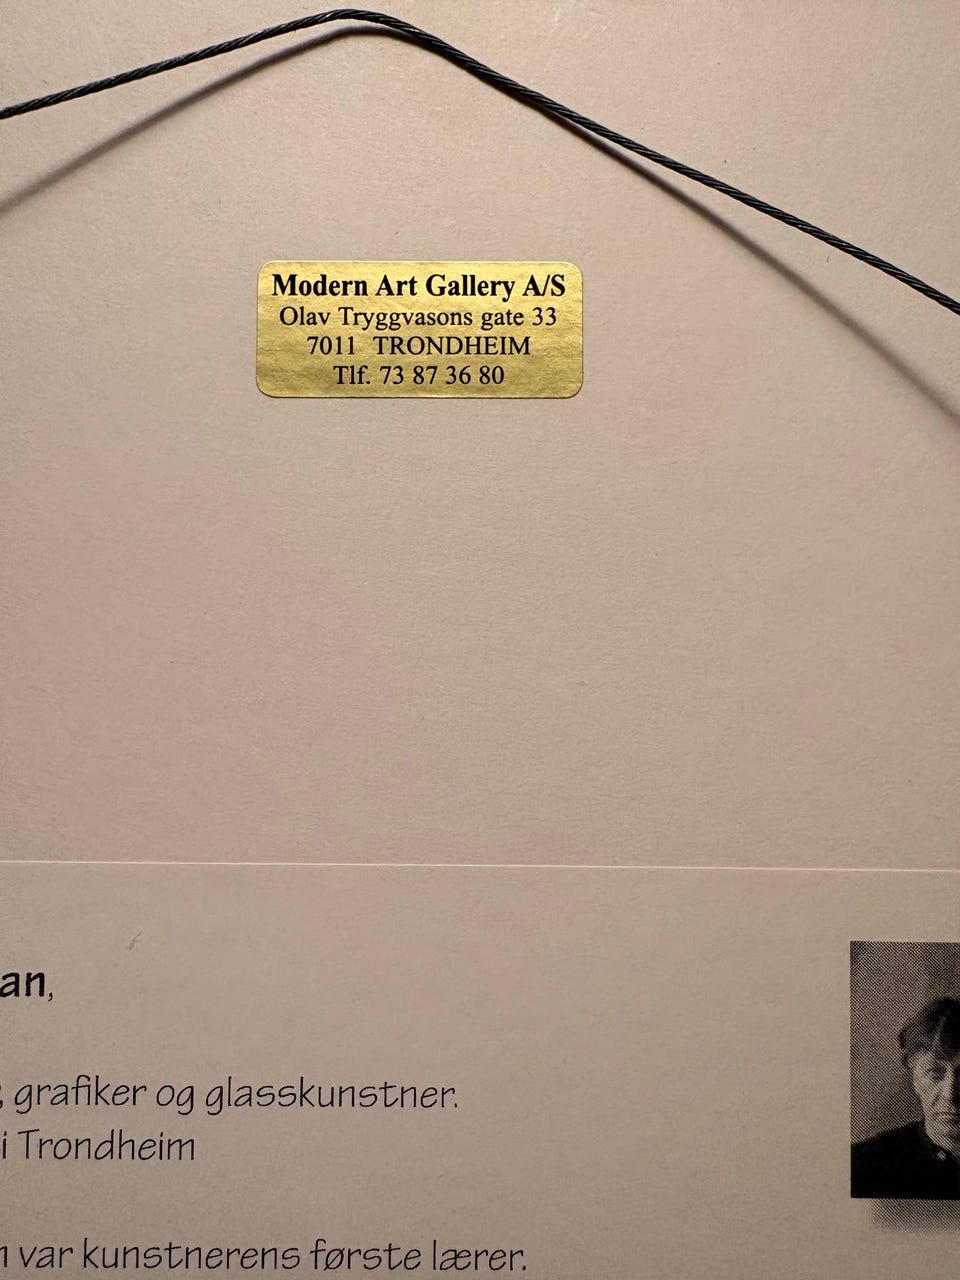 Modern Art Gallery A/S
Olav Tryggvasons gate 33
7011 TRONDHEIM
Tlf. 73 87 36 80
an,
grafiker og glasskunstner.
i Trondheim
var kunstnerens første lærer.